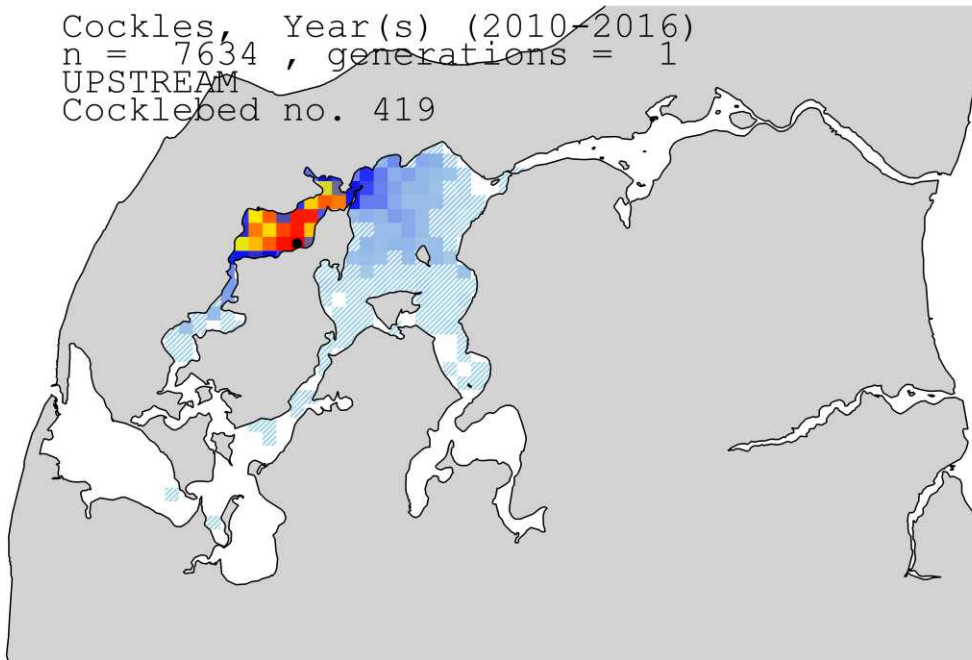 Cockles, Year(s) (2010-2016)
n = 7634 , generations = 1
UPSTREAM
Cocklebed no. 419